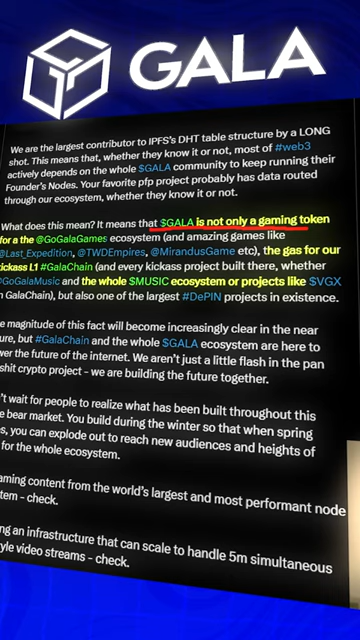 GALA
We are the largest contributor to IPFS's DHT table structure by a LONG
shot. This means that, whether they know it or not, most of #web3
actively depends on the whole $GALA community to keep running their
Founder's Nodes. Your favorite pfp project probably has data routed
through our ecosystem, whether they know it or not.
What does this mean? It means that $GALA is not only a gaming token
for a the @GoGalaGames ecosystem (and amazing games like
@Last_Expedition, @TWDEmpires, @MirandusGame etc), the gas for our
kickass L1 #GalaChain (and every kickass project built there, whether
GoGalaMusic and the whole $MUSIC ecosystem or projects like $VGX
n GalaChain), but also one of the largest #DePIN projects in existence.
e magnitude of this fact will become increasingly clear in the near
ure, but #GalaChain and the whole $GALA ecosystem are here to
wer the future of the internet. We aren't just a little flash in the pan
shit crypto project - we are building the future together.
't wait for people to realize what has been built throughout this
e bear market. You build during the winter so that when spring
s, you can explode out to reach new audiences and heights of
for the whole ecosystem.
aming content from the world's largest and most performant node
tem - check.
ng an infrastructure that can scale to handle 5m simultaneous
yle video streams - check.